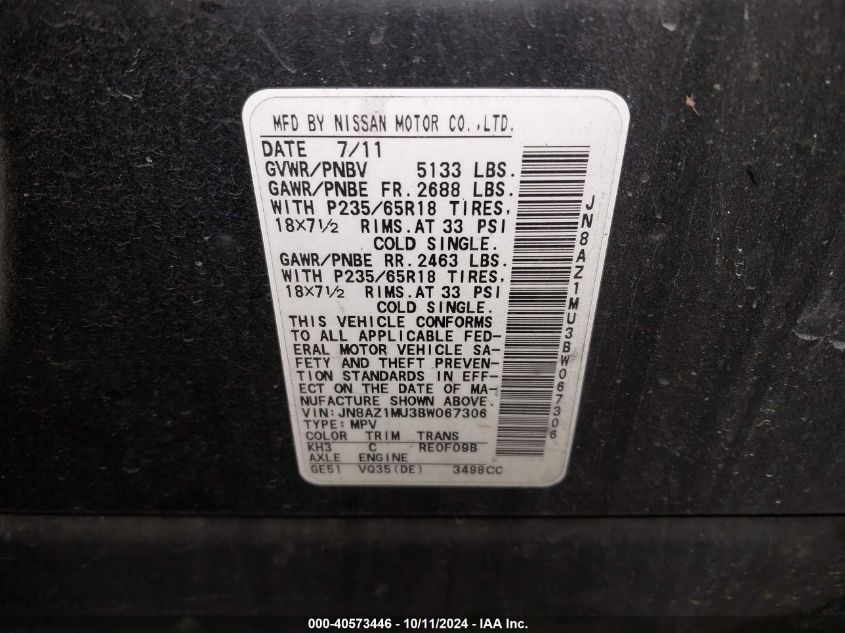 MFD BY NISSAN MOTOR CO.,LTD.
DATE 7/11
GVWR/PNBV 5133 LBS.
GAWR/PNBE FR. 2688 LBS.
WITH P235/65R18 TIRES,
18×7½ RIMS.AT 33 PSI
COLD SINGLE.
GAWR/PNBE RR. 2463 LBS.
WITH P235/65R18 TIRES,
18×7½ RIMS.AT 33 PSI
COLD SINGLE.
THIS VEHICLE CONFORMS
TO ALL APPLICABLE FED-
ERAL MOTOR VEHICLE SA-
FETY AND THEFT PREVEN-
TION STANDARDS IN EFF-
ECT ON THE DATE OF MA-
NUFACTURE SHOWN ABOVE.
VIN:JN8AZ1MU3BW067306
TYPE:MPV
COLOR TRIM TRANS
KH3 C RE0F09B
AXLE ENGINE
GE51 VQ35(DE) 3498CC
JN8AZ1MU3BW067306
000-40573446 - 10/11/2024 - IAA Inc.